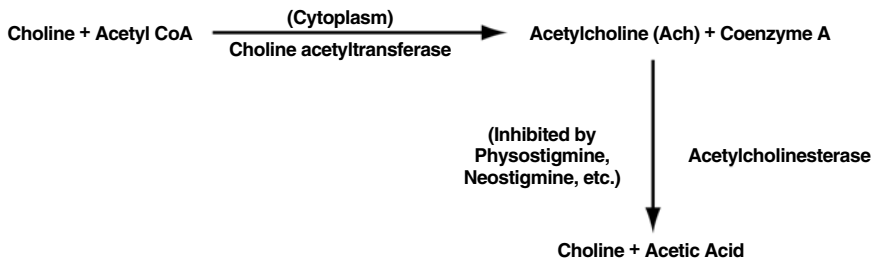 (Cytoplasm)
Choline + Acetyl CoA
Acetylcholine (Ach) + Coenzyme A
Choline acetyltransferase
(Inhibited by
Physostigmine,
Neostigmine, etc.)
Acetylcholinesterase
Choline + Acetic Acid